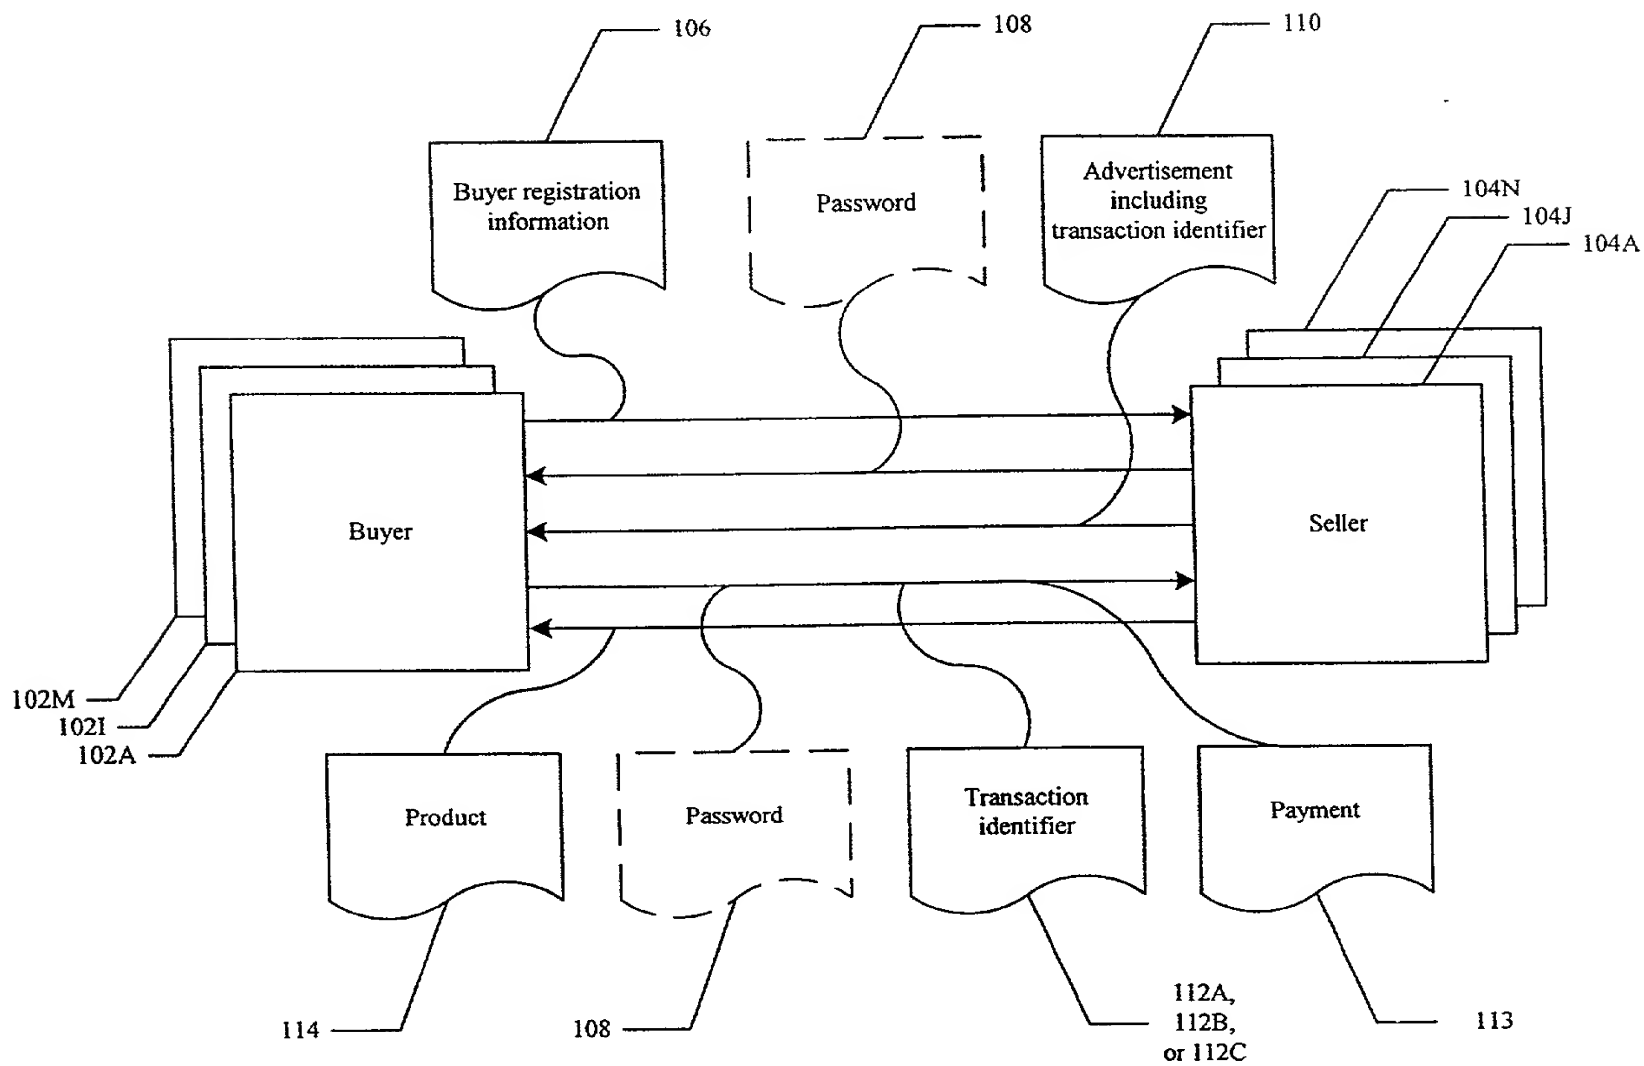 106
108
110
Buyer registration
information
Password
Advertisement
including
transaction identifier
104N
104J
104A
Buyer
Seller
102M
102I
102A
Product
Password
Transaction
identifier
Payment
114
108
112A,
112B,
or 112C
113